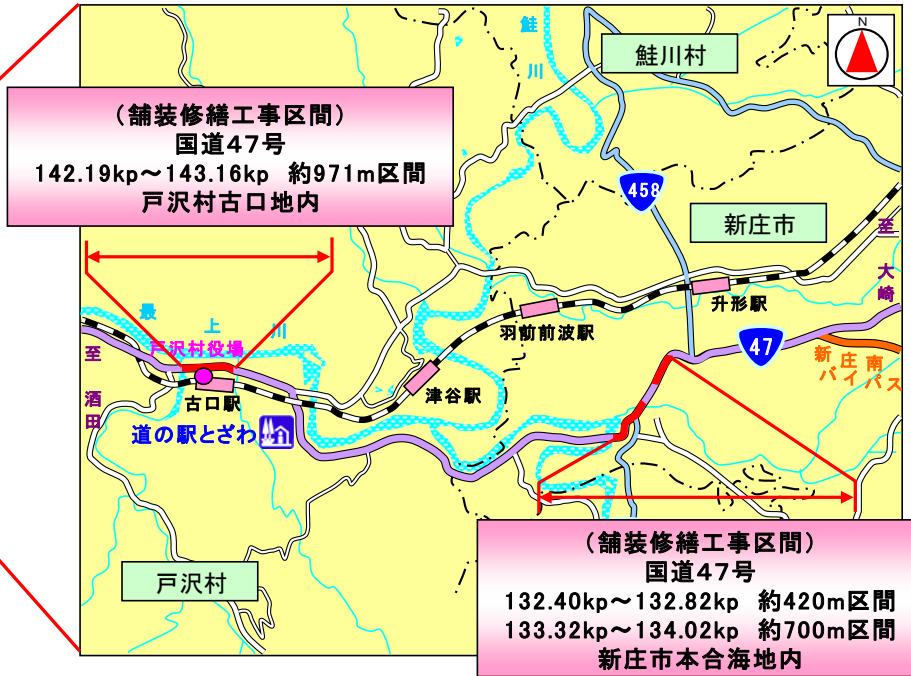 N
鮭川
鮭川村
（舗装修繕工事区間）
国道47号
142.19kp～143.16kp 約971m区間
戸沢村古口地内
458
新庄市
至大崎
升形駅
羽前前波駅
47
新庄南バイパス
最上川
戸沢村役場
至酒田
古口駅
津谷駅
道の駅とざわ
戸沢村
（舗装修繕工事区間）
国道47号
132.40kp～132.82kp 約420m区間
133.32kp～134.02kp 約700m区間
新庄市本合海地内